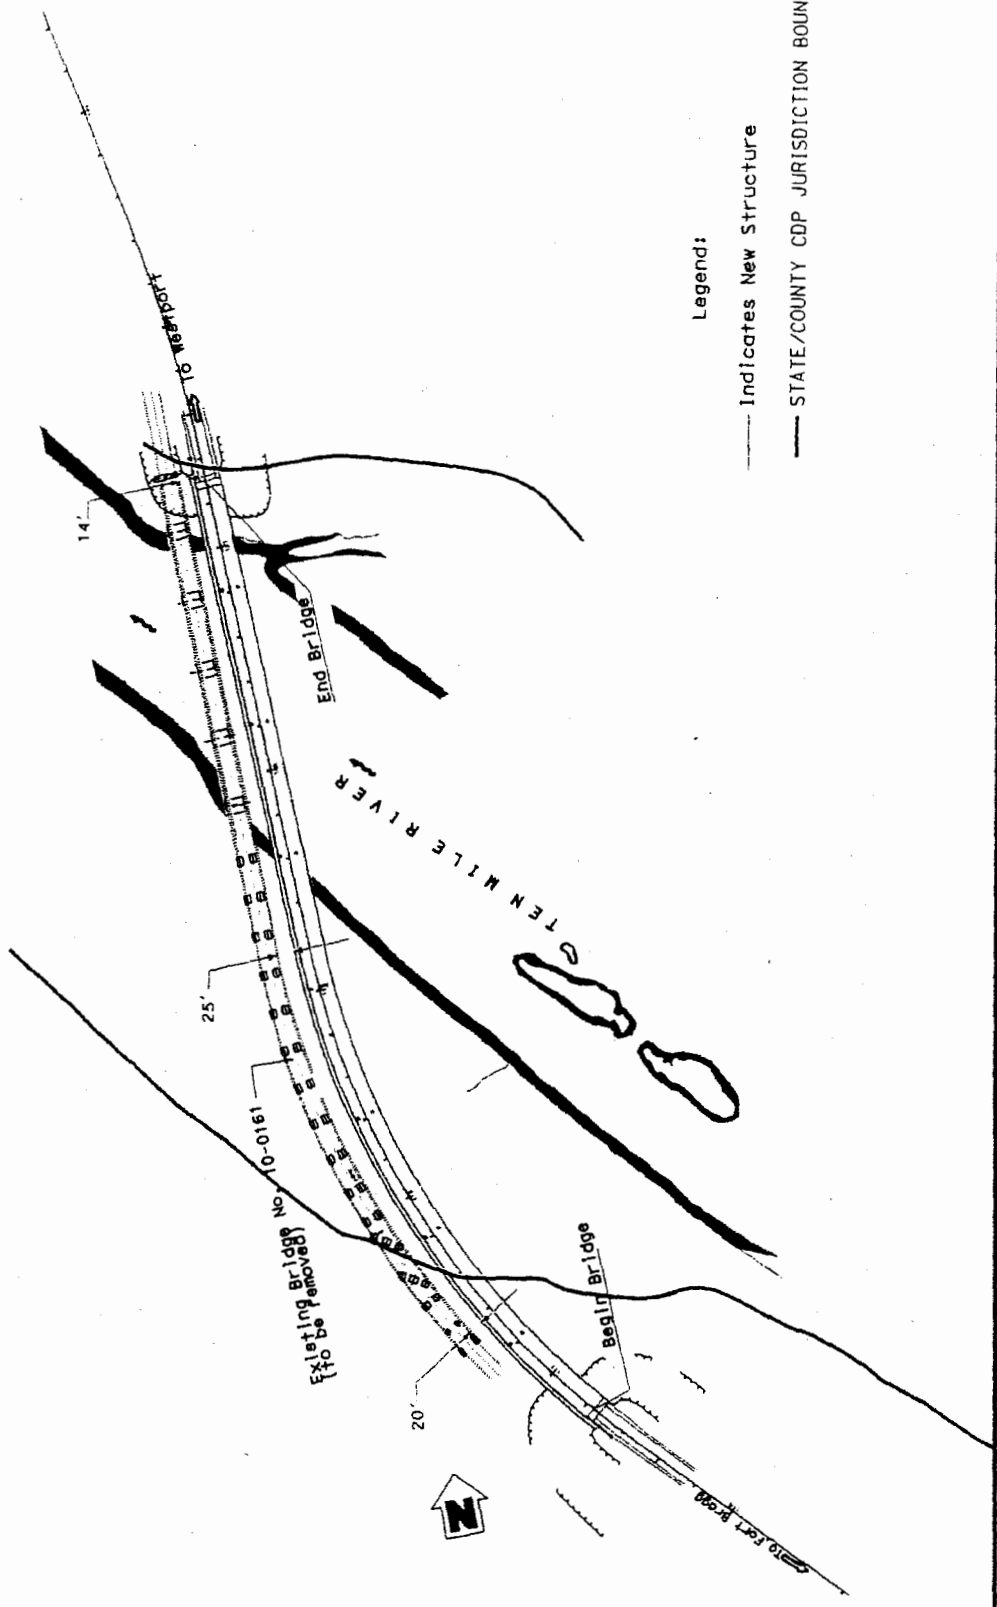 To Westport
14'
End Bridge
TEN MILE RIVER
25'
Existing Bridge No. 10-0161
(to be removed)
20'
Begin Bridge
N
To Fort Bragg
Legend:
Indicates New Structure
STATE/COUNTY CDP JURISDICTION BOUN